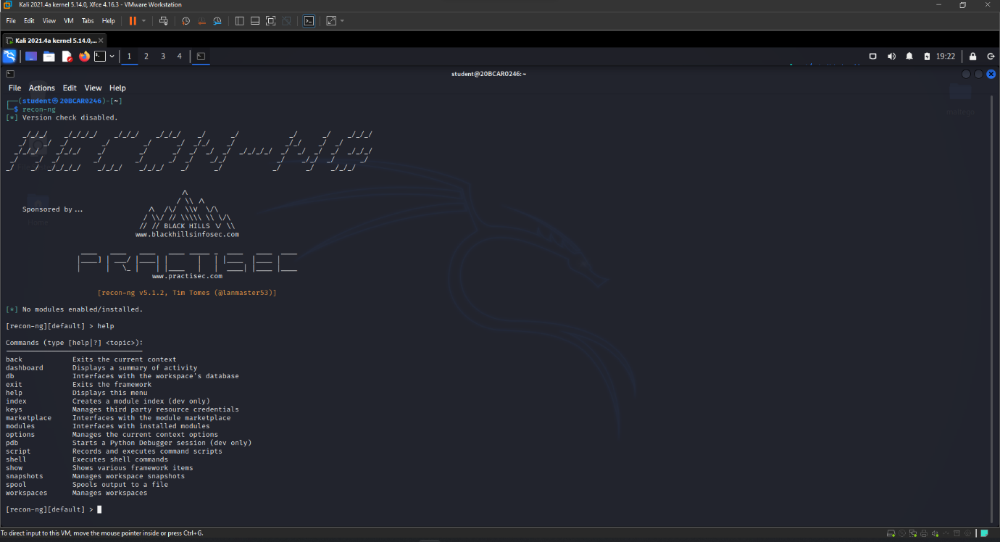 Kali 2021.4a kernel 5.14.0, Xfce 4.16.3 - VMware Workstation
File Edit View VM Tabs Help
Kali 2021.4a kernel 5.14.0,...
1 2 3 4
19:22
student@20BCAR0246: ~
File Actions Edit View Help
(student㉿20BCAR0246)-[~]
$ recon-ng
[*] Version check disabled.
RECON-NG
Sponsored by...
BLACK HILLS
www.blackhillsinfosec.com
PRACTISEC
www.practisec.com
[recon-ng v5.1.2, Tim Tomes (@lanmaster53)]
[*] No modules enabled/installed.
[recon-ng][default] > help
Commands (type [help|?] <topic>):
back Exits the current context
dashboard Displays a summary of activity
db Interfaces with the workspace's database
exit Exits the framework
help Displays this menu
index Creates a module index (dev only)
keys Manages third party resource credentials
marketplace Interfaces with the module marketplace
modules Interfaces with installed modules
options Manages the current context options
pdb Starts a Python Debugger session (dev only)
script Records and executes command scripts
shell Executes shell commands
show Shows various framework items
snapshots Manages workspace snapshots
spool Spools output to a file
workspaces Manages workspaces
[recon-ng][default] >
To direct input to this VM, move the mouse pointer inside or press Ctrl+G.